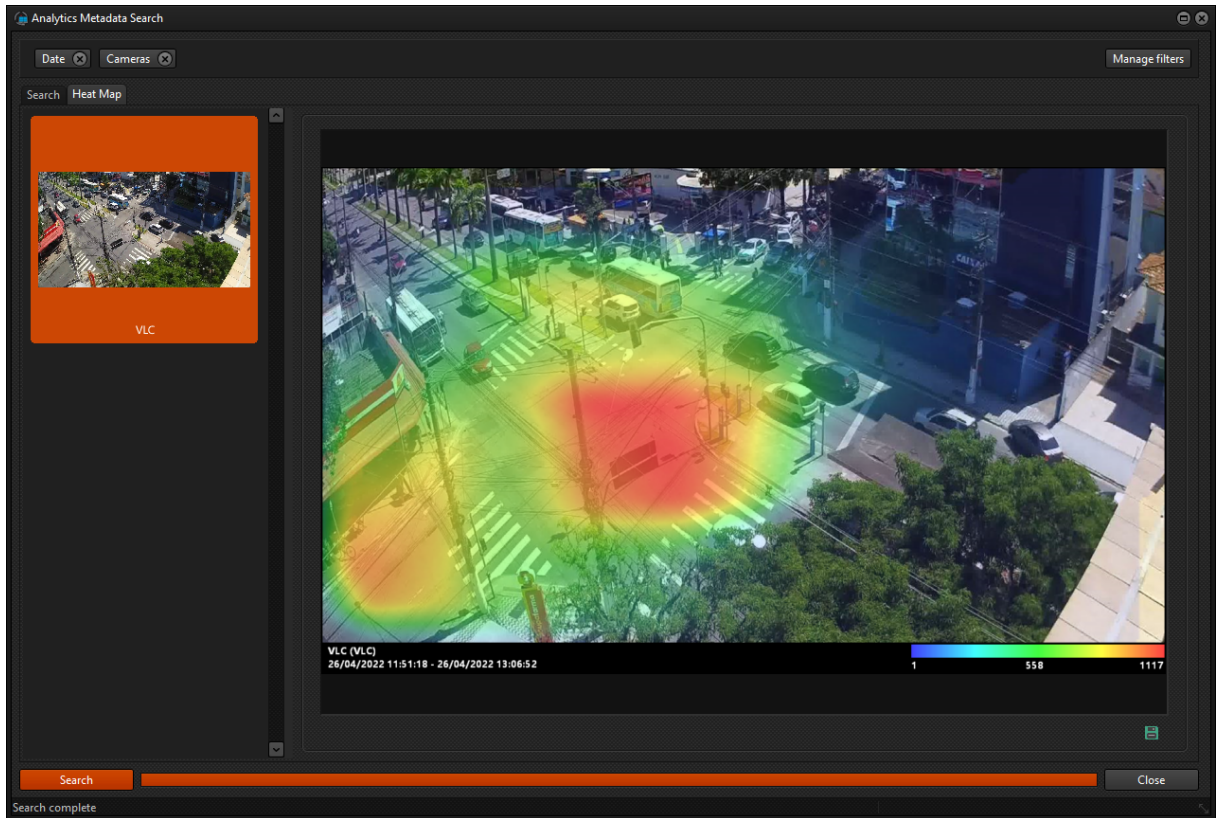 Analytics Metadata Search
Date Cameras Manage filters
Search Heat Map
VLC
CAIXA
VLC (VLC)
26/04/2022 11:51:18 - 26/04/2022 13:06:52
1 558 1117
Search Close
Search complete